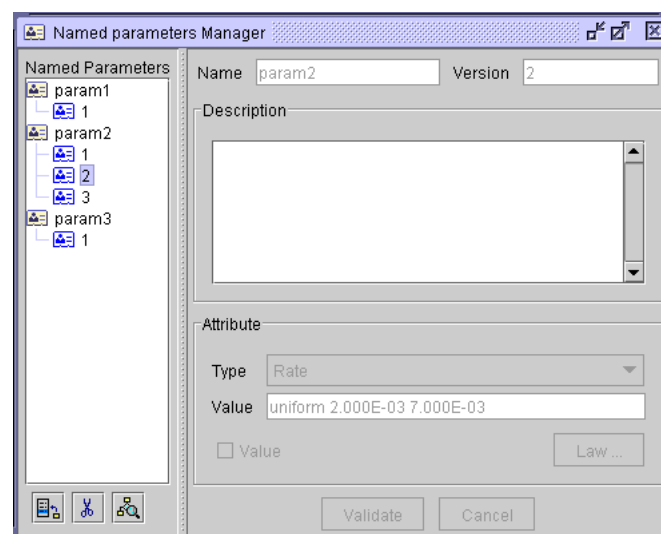 Named parameters Manager
Named Parameters
param1
1
param2
1
2
3
param3
1
Name param2 Version 2
Description
Attribute
Type Rate
Value uniform 2.000E-03 7.000E-03
Value Law ...
Validate Cancel